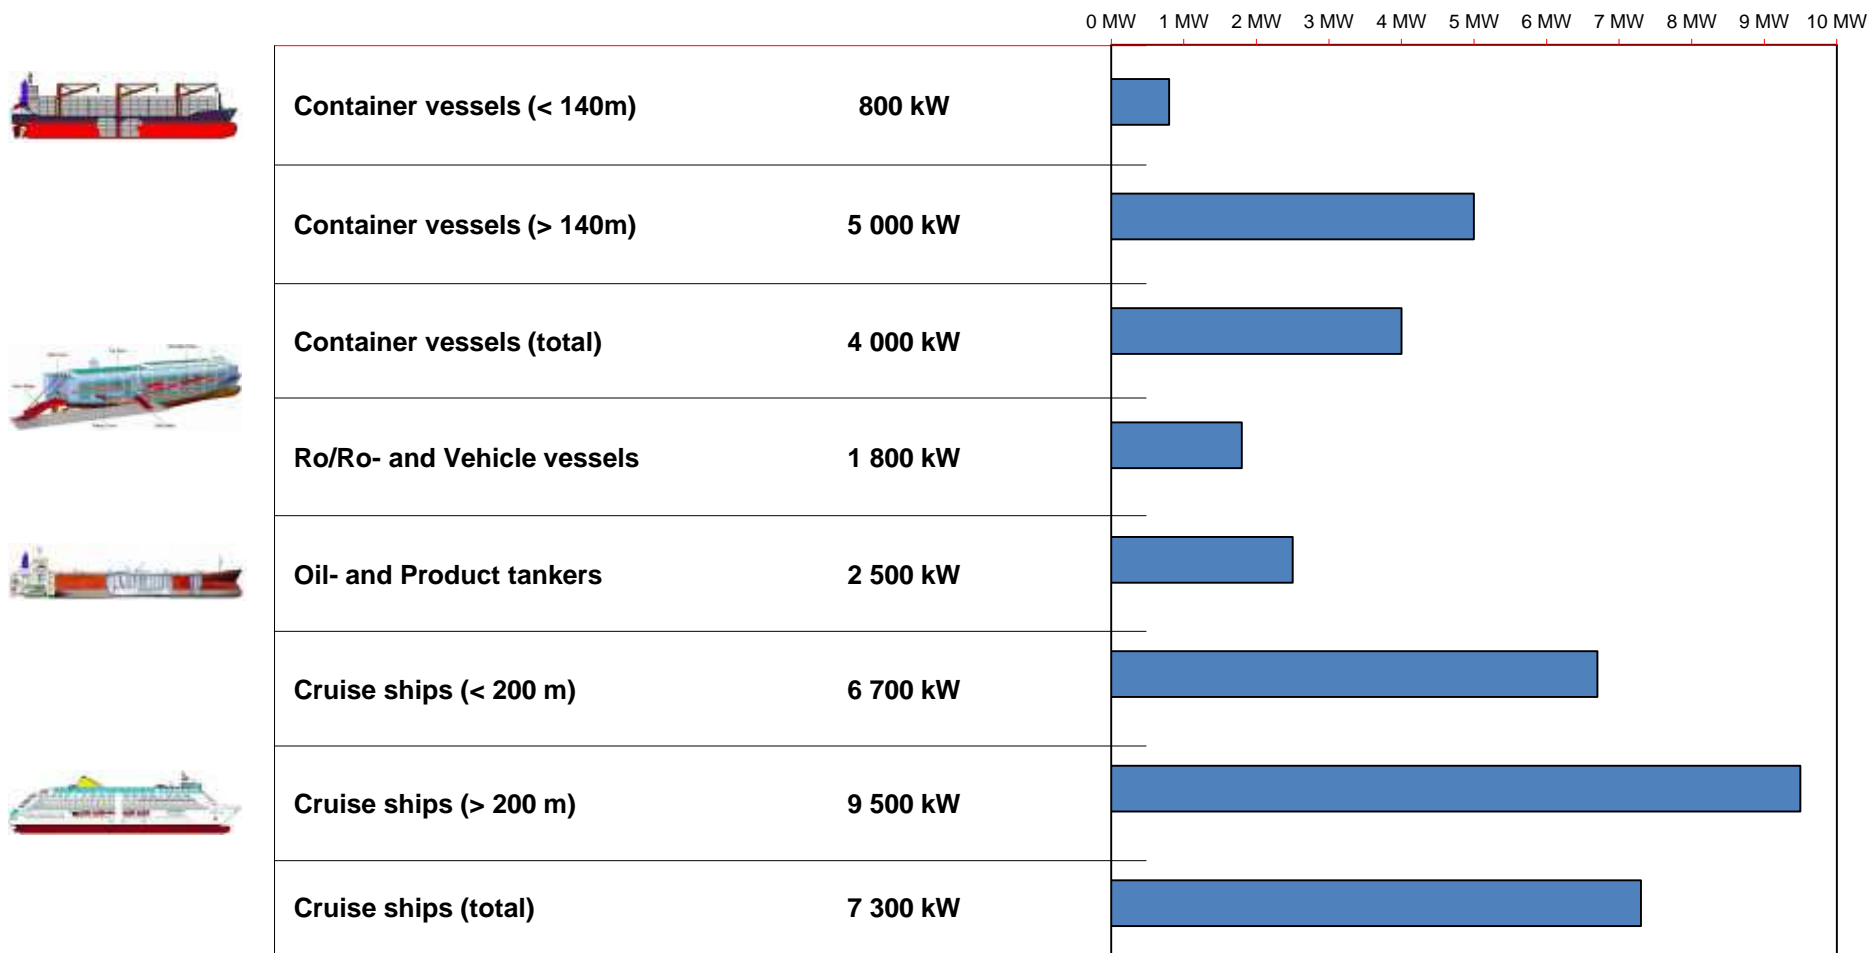 0 MW 1 MW 2 MW 3 MW 4 MW 5 MW 6 MW 7 MW 8 MW 9 MW 10 MW
Container vessels (< 140m) 800 kW
Container vessels (> 140m) 5 000 kW
Container vessels (total) 4 000 kW
Ro/Ro- and Vehicle vessels 1 800 kW
Oil- and Product tankers 2 500 kW
Cruise ships (< 200 m) 6 700 kW
Cruise ships (> 200 m) 9 500 kW
Cruise ships (total) 7 300 kW